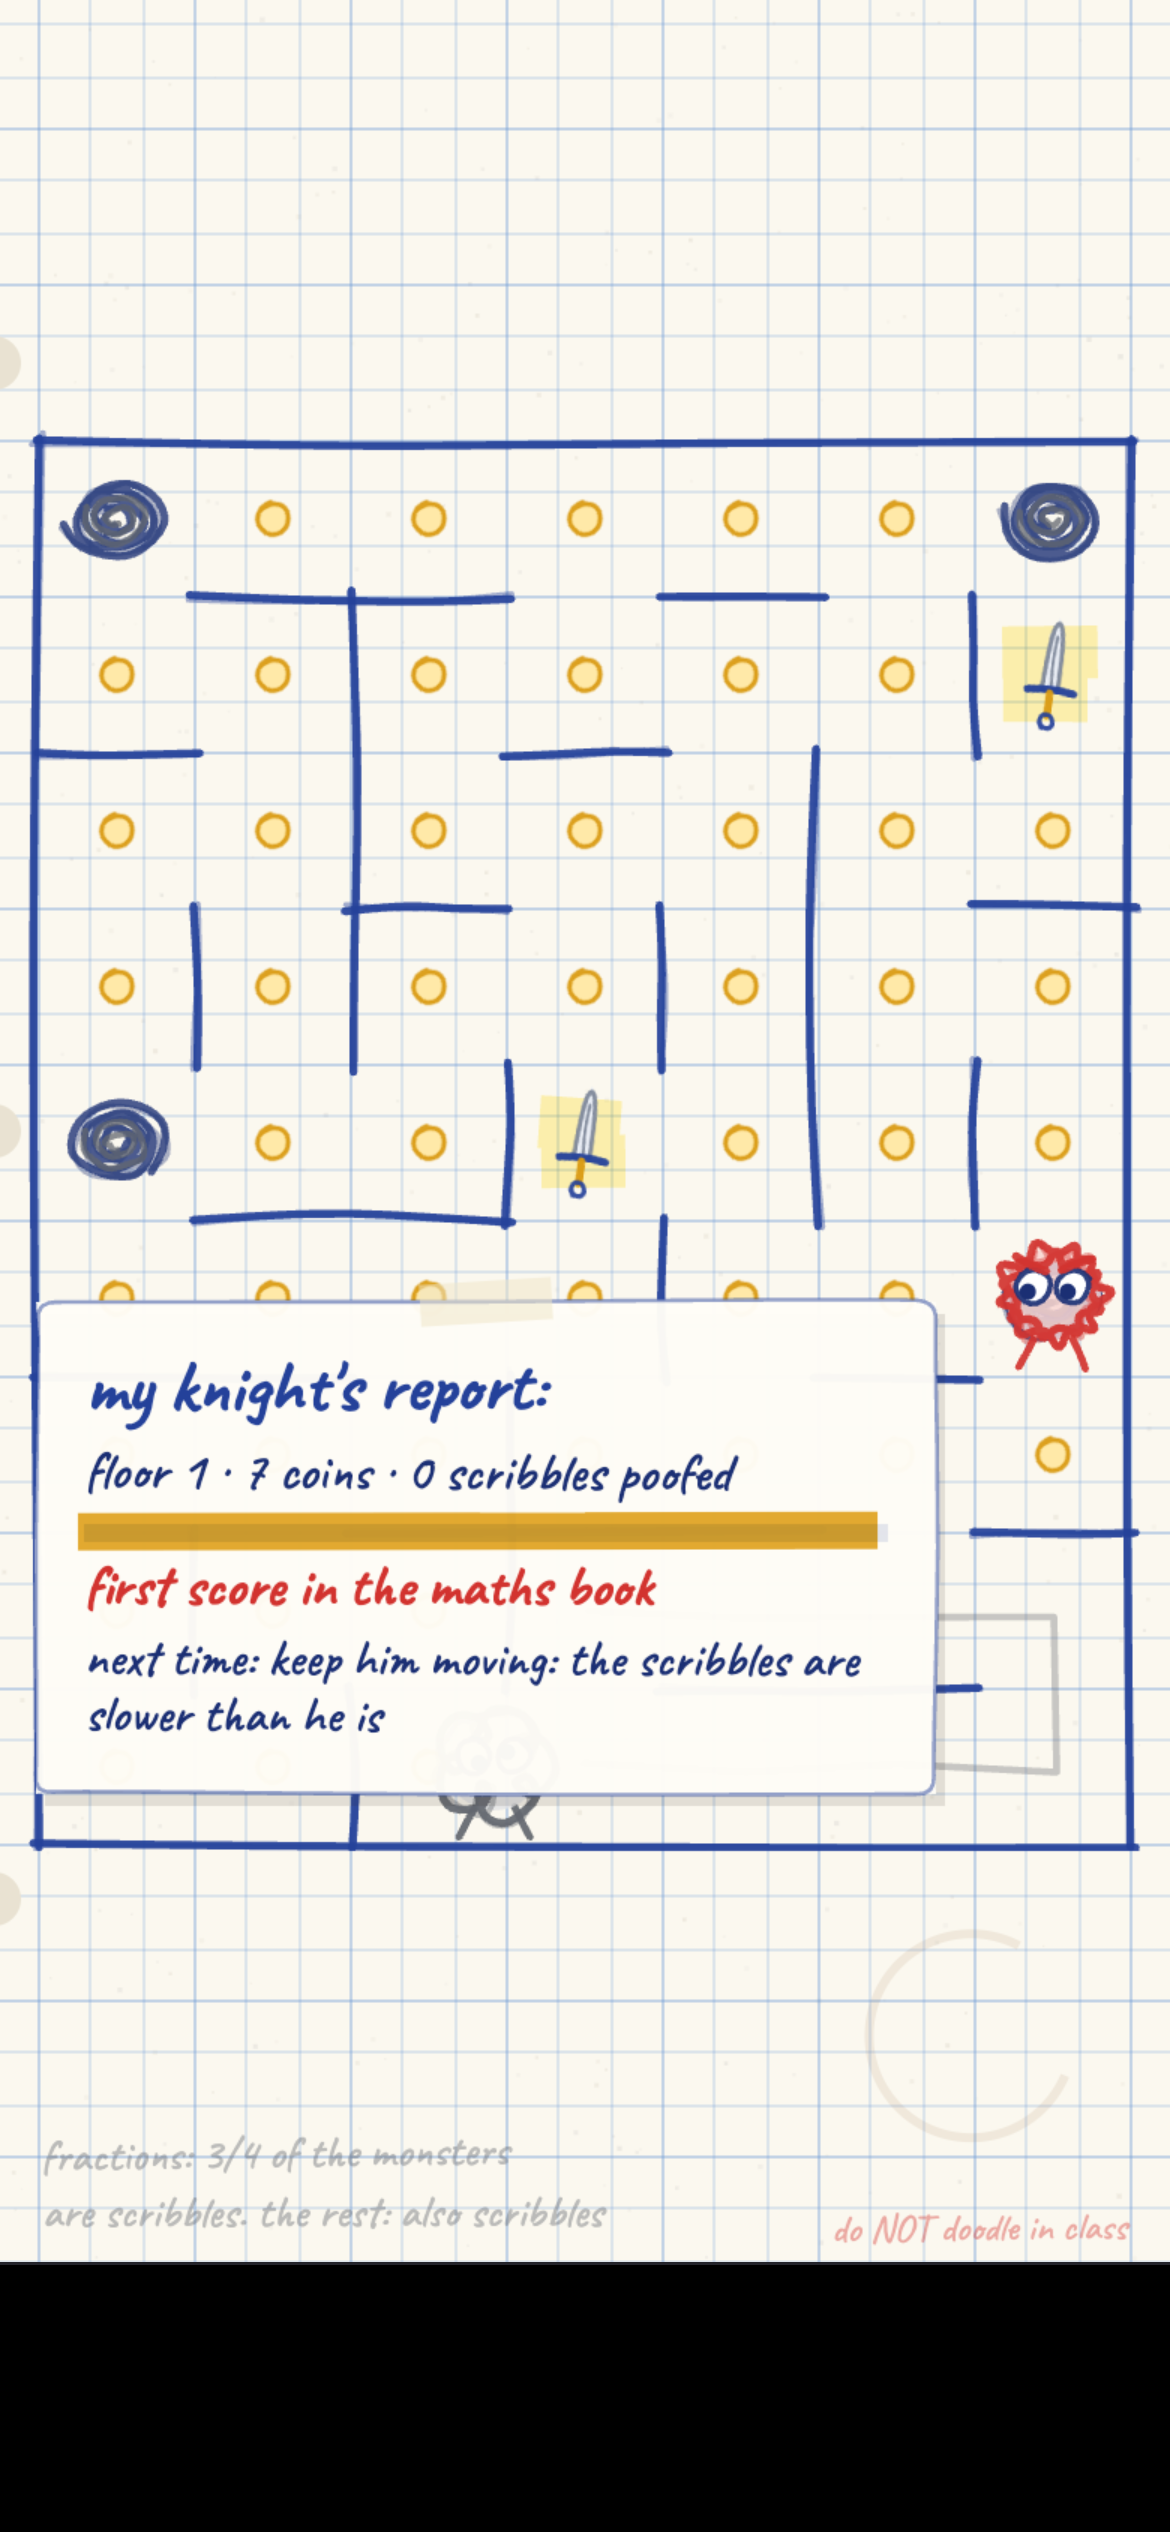 my knight's report:
floor 1 · 7 coins · 0 scribbles poofed
first score in the maths book
next time: keep him moving: the scribbles are
slower than he is
fractions: 3/4 of the monsters
are scribbles. the rest: also scribbles
do NOT doodle in class